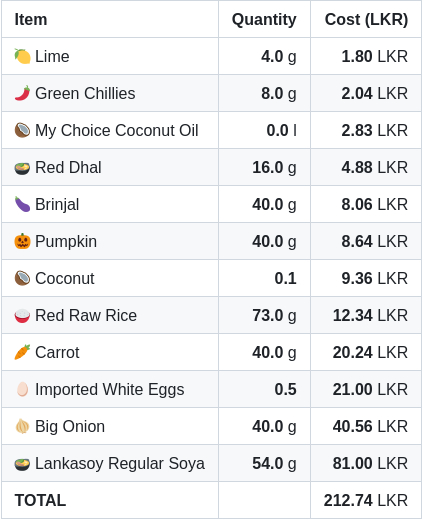 Item Quantity Cost (LKR)
Lime 4.0 g 1.80 LKR
Green Chillies 8.0 g 2.04 LKR
My Choice Coconut Oil 0.0 l 2.83 LKR
Red Dhal 16.0 g 4.88 LKR
Brinjal 40.0 g 8.06 LKR
Pumpkin 40.0 g 8.64 LKR
Coconut 0.1 9.36 LKR
Red Raw Rice 73.0 g 12.34 LKR
Carrot 40.0 g 20.24 LKR
Imported White Eggs 0.5 21.00 LKR
Big Onion 40.0 g 40.56 LKR
Lankasoy Regular Soya 54.0 g 81.00 LKR
TOTAL 212.74 LKR